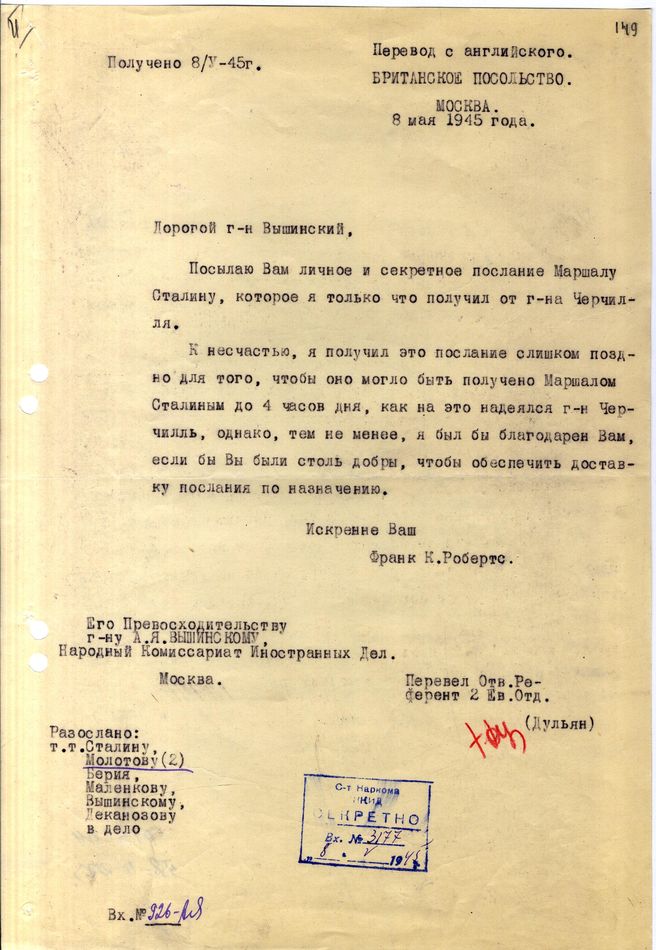 149
Получено 8/V-45г.
Перевод с английского.
БРИТАНСКОЕ ПОСОЛЬСТВО.
МОСКВА.
8 мая 1945 года.
Дорогой г-н Вышинский,
Посылаю Вам личное и секретное послание Маршалу
Сталину, которое я только что получил от г-на Черчил-
ля.
К несчастью, я получил это послание слишком позд-
но для того, чтобы оно могло быть получено Маршалом
Сталиным до 4 часов дня, как на это надеялся г-н Чер-
чилль, однако, тем не менее, я был бы благодарен Вам,
если бы Вы были столь добры, чтобы обеспечить достав-
ку послания по назначению.
Искренне Ваш
Франк К.Робертс.
Его Превосходительству
г-ну А.Я.ВЫШИНСКОМУ,
Народный Комиссариат Иностранных Дел.
Москва.
Перевел Отв.Ре-
ферент 2 Ев.Отд.
(Дульян)
Разослано:
т.т.Сталину,
Молотову(2)
Берия,
Маленкову,
Вышинскому,
Деканозову
в дело
С-т Наркома
НКИД
СЕКРЕТНО
Вх. № 3177
"8" V 1945
Вх.№ 926-